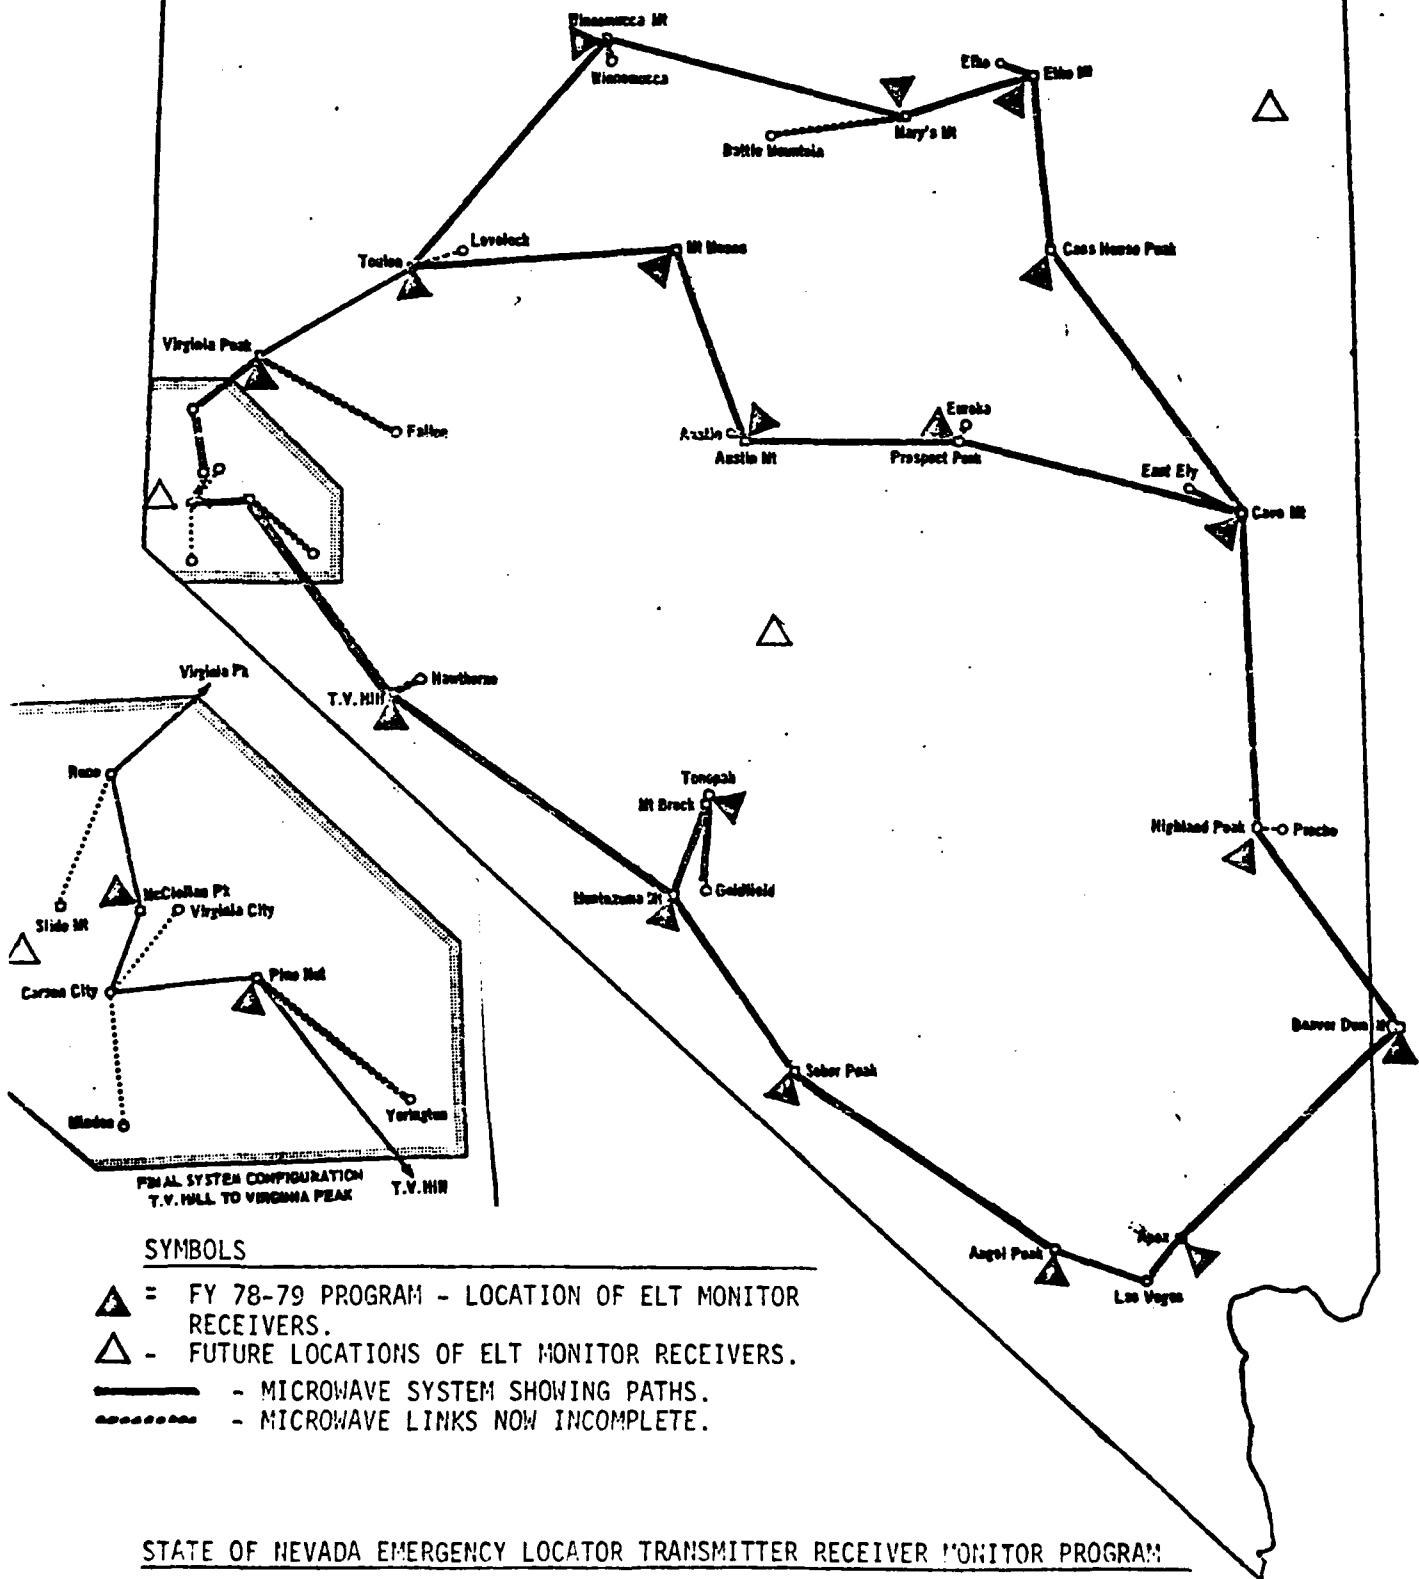 Winnemucca Mt
Winnemucca
Elko
Elko Mt
Mary's Mt
Battle Mountain
Lovelock
Toulon
Mt Moses
Cass House Peak
Virginia Peak
Fallon
Austin
Austin Mt
Eureka
Prospect Peak
East Ely
Cave Mt
Hawthorne
T.V. Hill
Virginia Pk
Reno
Tonopah
Mt Brock
Goldfield
Montezuma Mt
Highland Peak
Pioche
McClellan Pk
Virginia City
Slide Mt
Carson City
Pine Nut
Beaver Dam Mt
Sober Peak
Minden
Yerington
FINAL SYSTEM CONFIGURATION
T.V. HILL TO VIRGINIA PEAK
T.V. Hill
Apex
Angel Peak
Las Vegas
SYMBOLS
= FY 78-79 PROGRAM - LOCATION OF ELT MONITOR
RECEIVERS.
- FUTURE LOCATIONS OF ELT MONITOR RECEIVERS.
- MICROWAVE SYSTEM SHOWING PATHS.
- MICROWAVE LINKS NOW INCOMPLETE.
STATE OF NEVADA EMERGENCY LOCATOR TRANSMITTER RECEIVER MONITOR PROGRAM